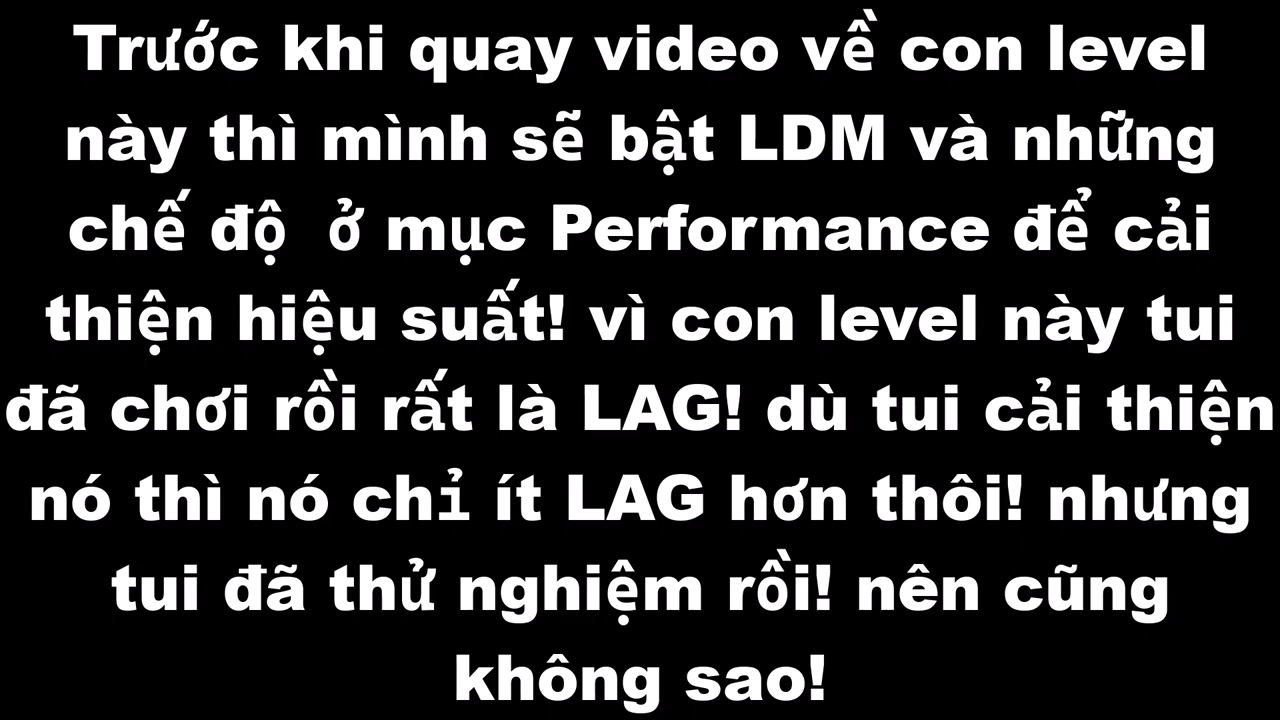 Trước khi quay video về con level
này thì mình sẽ bật LDM và những
chế độ  ở mục Performance để cải
thiện hiệu suất! vì con level này tui
đã chơi rồi rất là LAG! dù tui cải thiện
nó thì nó chỉ ít LAG hơn thôi! nhưng
tui đã thử nghiệm rồi! nên cũng
không sao!